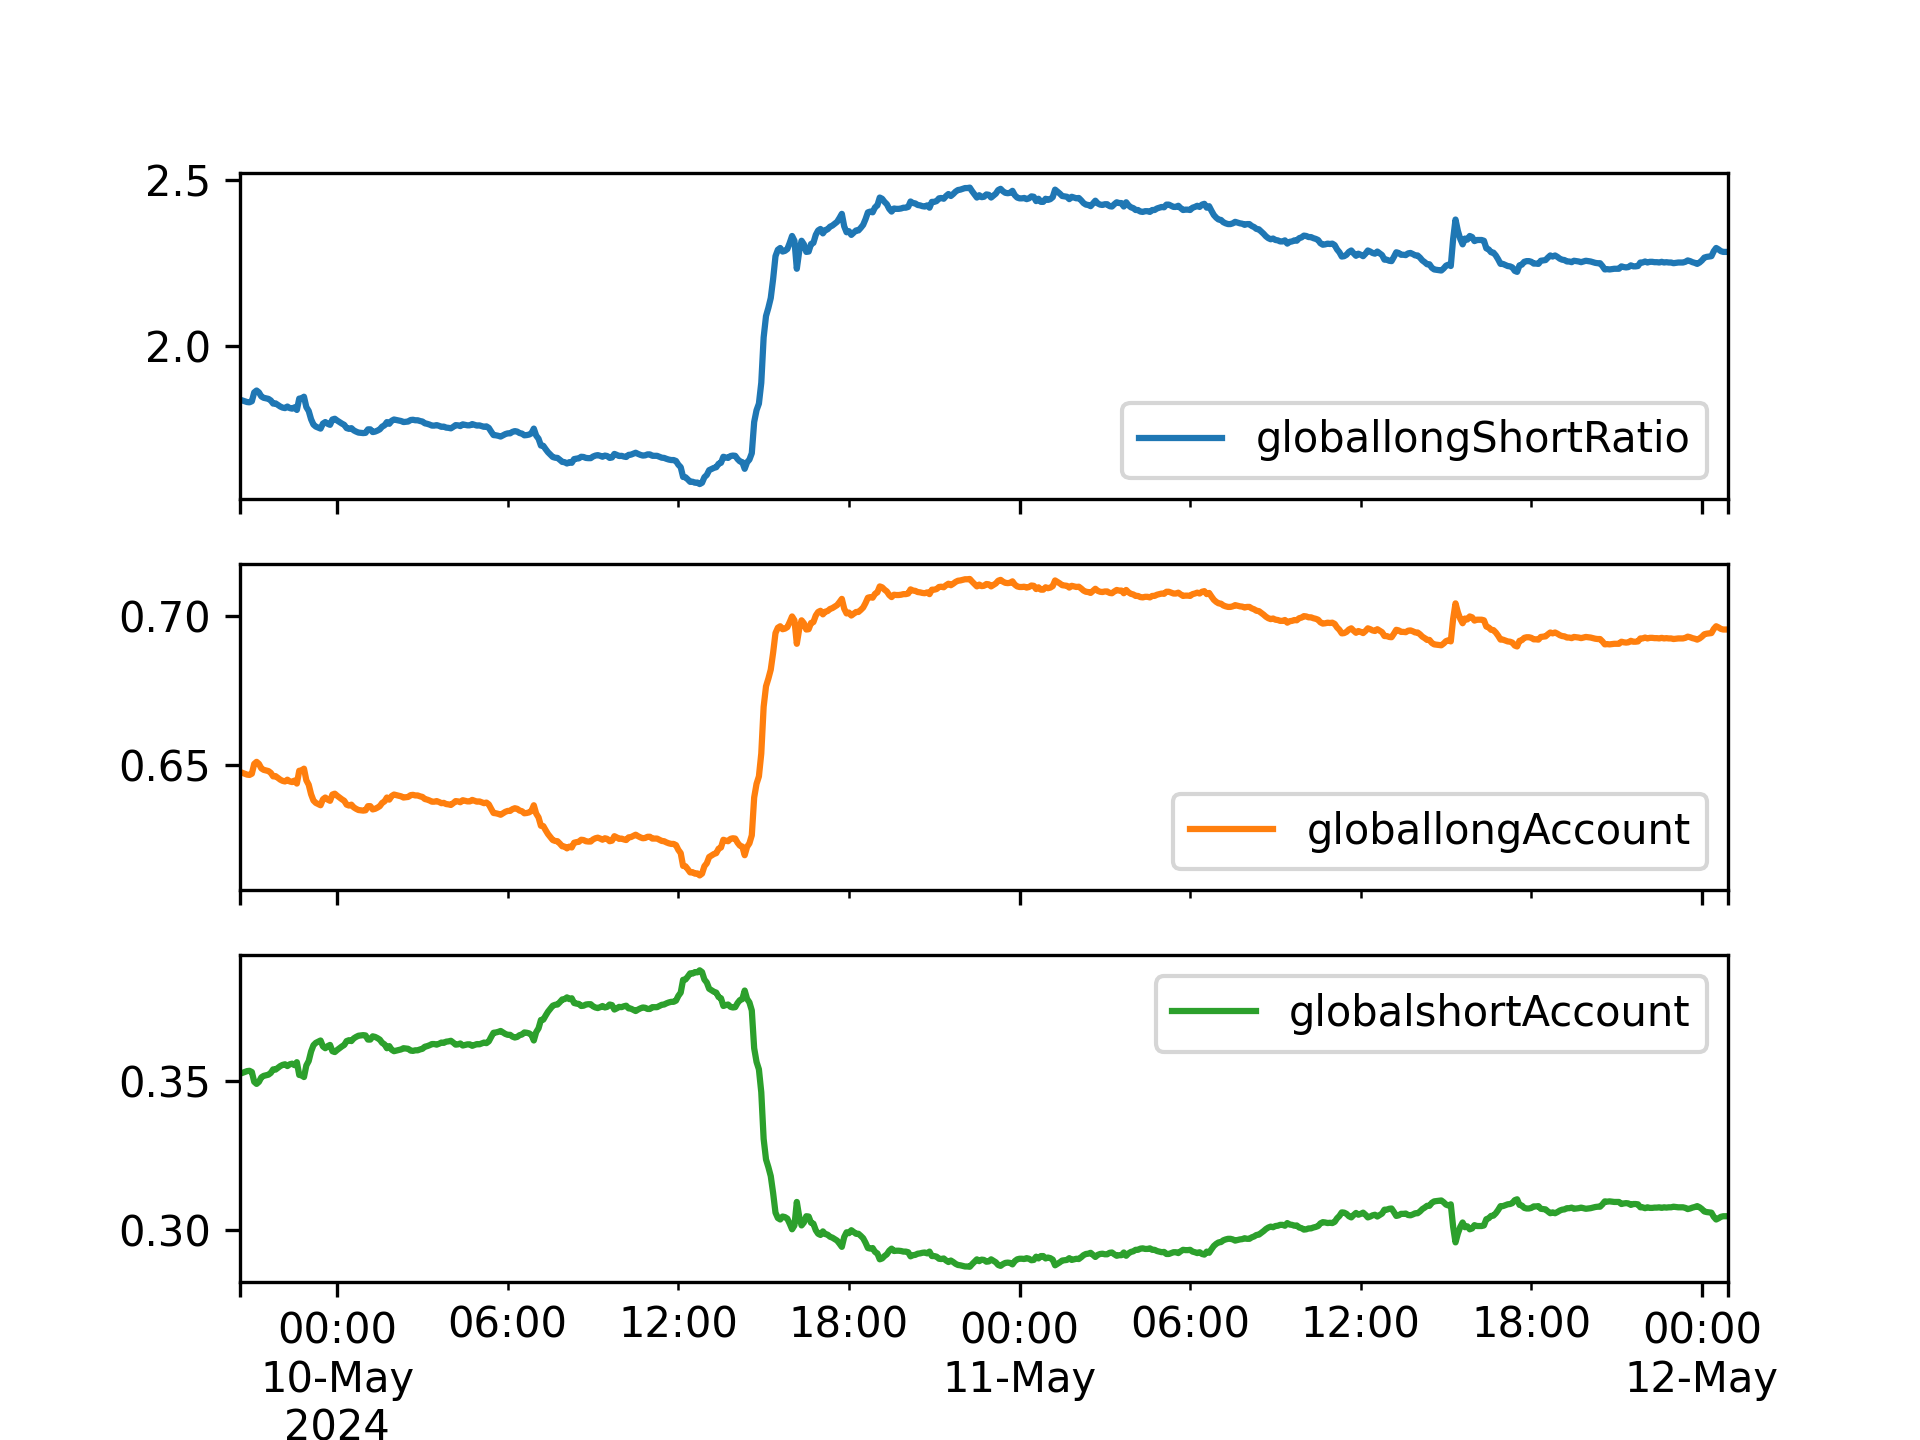 2.5
2.0
globallongShortRatio
0.70
0.65
globallongAccount
globalshortAccount
0.35
0.30
00:00 06:00 12:00 18:00 00:00 06:00 12:00 18:00 00:00
10-May 11-May 12-May
2024